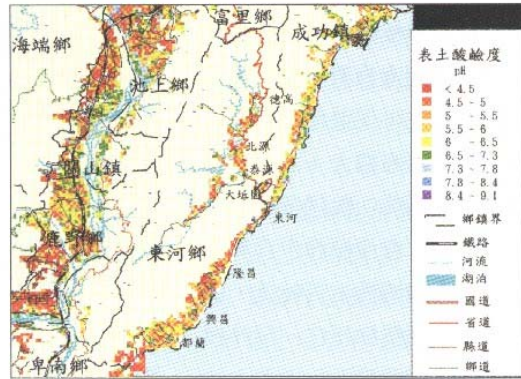 富里鄉
成功鎮
海端鄉
池上鄉
德高
北源
泰源
關山鎮
東河
鹿野鄉
東河鄉
隆昌
興昌
都蘭
卑南鄉
表土酸鹼度
pH
< 4.5
4.5 - 5
5 - 5.5
5.5 - 6
6 - 6.5
6.5 - 7.3
7.3 - 7.8
7.8 - 8.4
8.4 - 9.1
鄉鎮界
鐵路
河流
湖泊
國道
省道
縣道
鄉道